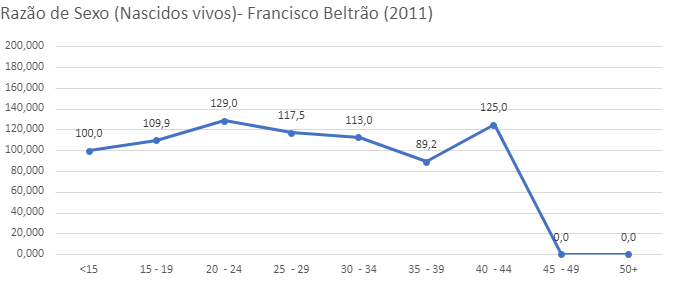 Razão de Sexo (Nascidos vivos)- Francisco Beltrão (2011)
200,000
180,000
160,000
140,000
120,000
100,000
80,000
60,000
40,000
20,000
0,000
100,0
109,9
129,0
117,5
113,0
89,2
125,0
0,0
0,0
<15
15 - 19
20 - 24
25 - 29
30 - 34
35 - 39
40 - 44
45 - 49
50+